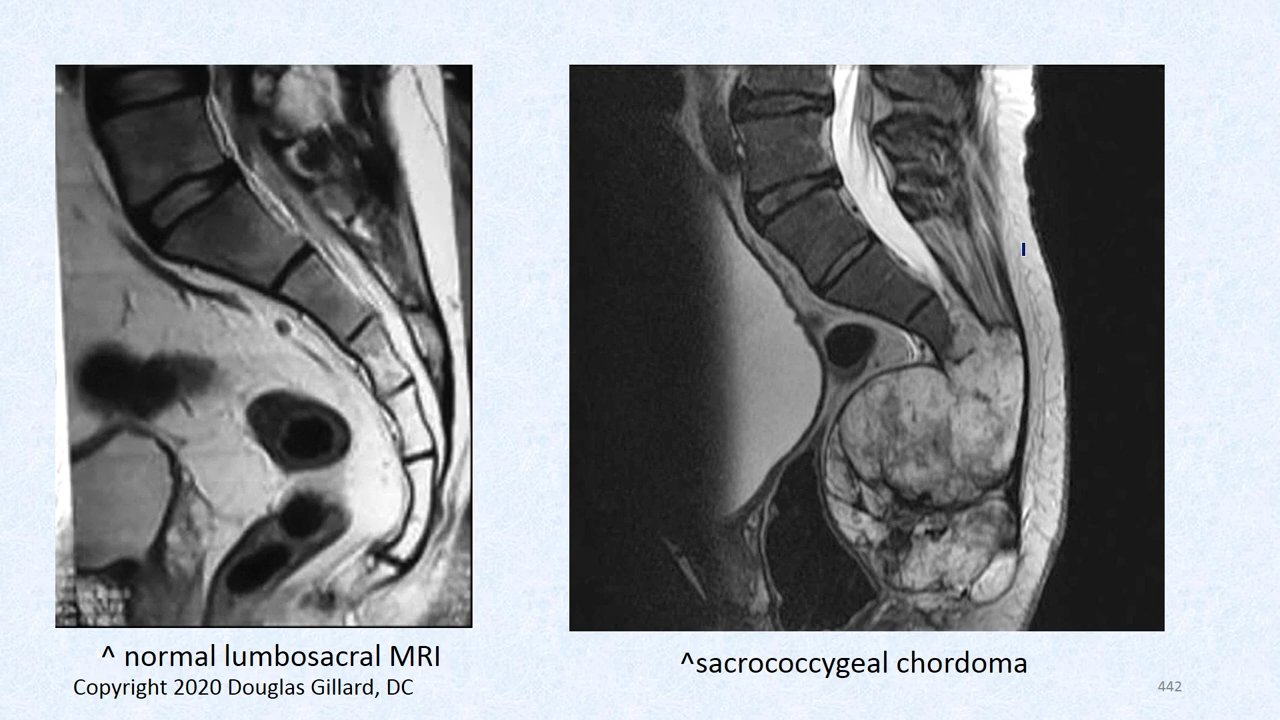 ^ normal lumbosacral MRI
Copyright 2020 Douglas Gillard, DC
^sacrococcygeal chordoma
442